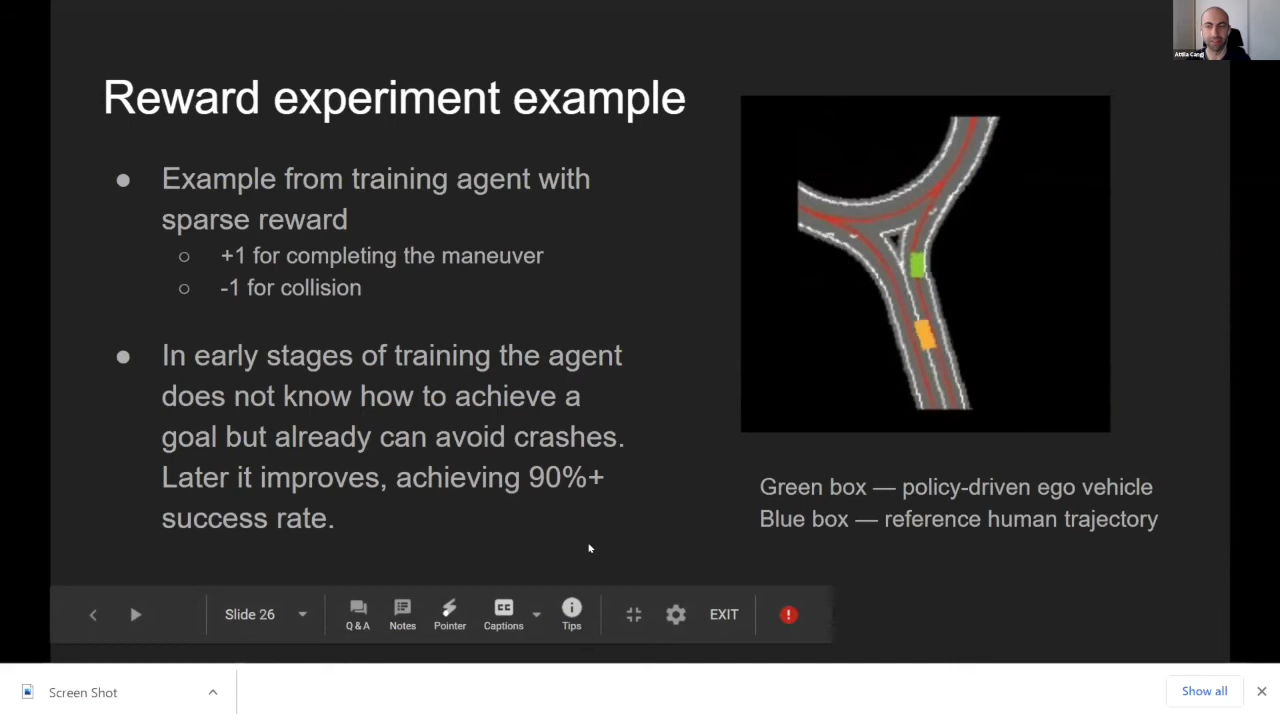 Attila Cangi
Reward experiment example
● Example from training agent with
sparse reward
○ +1 for completing the maneuver
○ -1 for collision
● In early stages of training the agent
does not know how to achieve a
goal but already can avoid crashes.
Later it improves, achieving 90%+
success rate.
Green box — policy-driven ego vehicle
Blue box — reference human trajectory
Slide 26
Q & A
Notes
Pointer
CC
Captions
Tips
EXIT
Screen Shot
Show all